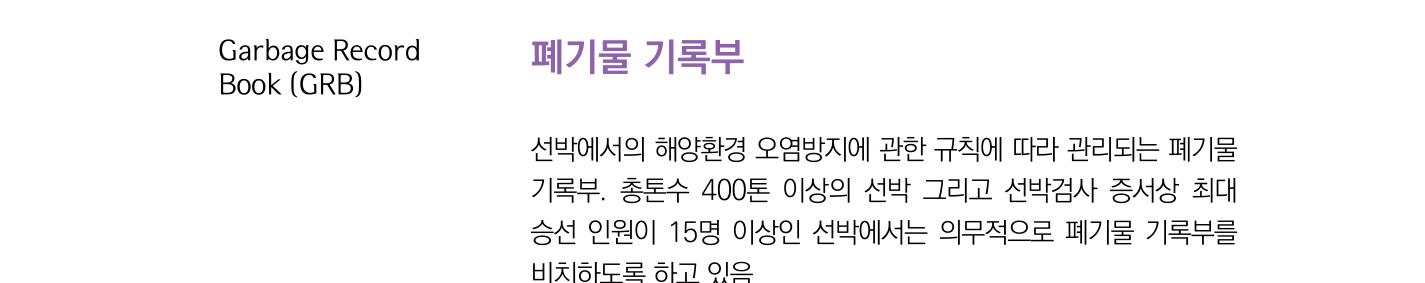 Garbage Record
Book (GRB)
폐기물 기록부
선박에서의 해양환경 오염방지에 관한 규칙에 따라 관리되는 폐기물
기록부. 총톤수 400톤 이상의 선박 그리고 선박검사 증서상 최대
승선 인원이 15명 이상인 선박에서는 의무적으로 폐기물 기록부를
비치하도록 하고 있음